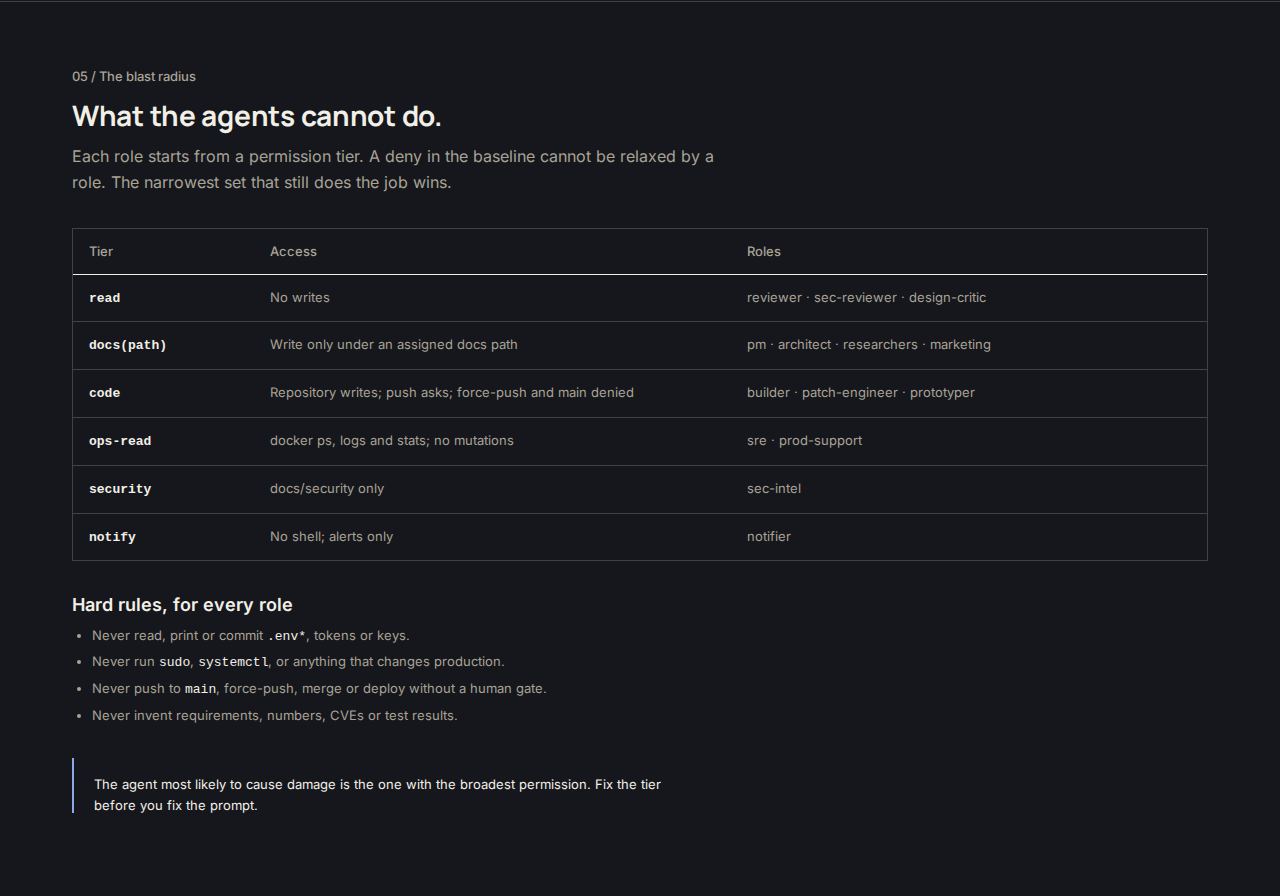 05 / The blast radius
What the agents cannot do.
Each role starts from a permission tier. A deny in the baseline cannot be relaxed by a
role. The narrowest set that still does the job wins.
Tier Access Roles
read No writes reviewer · sec-reviewer · design-critic
docs(path) Write only under an assigned docs path pm · architect · researchers · marketing
code Repository writes; push asks; force-push and main denied builder · patch-engineer · prototyper
ops-read docker ps, logs and stats; no mutations sre · prod-support
security docs/security only sec-intel
notify No shell; alerts only notifier
Hard rules, for every role
• Never read, print or commit .env*, tokens or keys.
• Never run sudo, systemctl, or anything that changes production.
• Never push to main, force-push, merge or deploy without a human gate.
• Never invent requirements, numbers, CVEs or test results.
The agent most likely to cause damage is the one with the broadest permission. Fix the tier
before you fix the prompt.